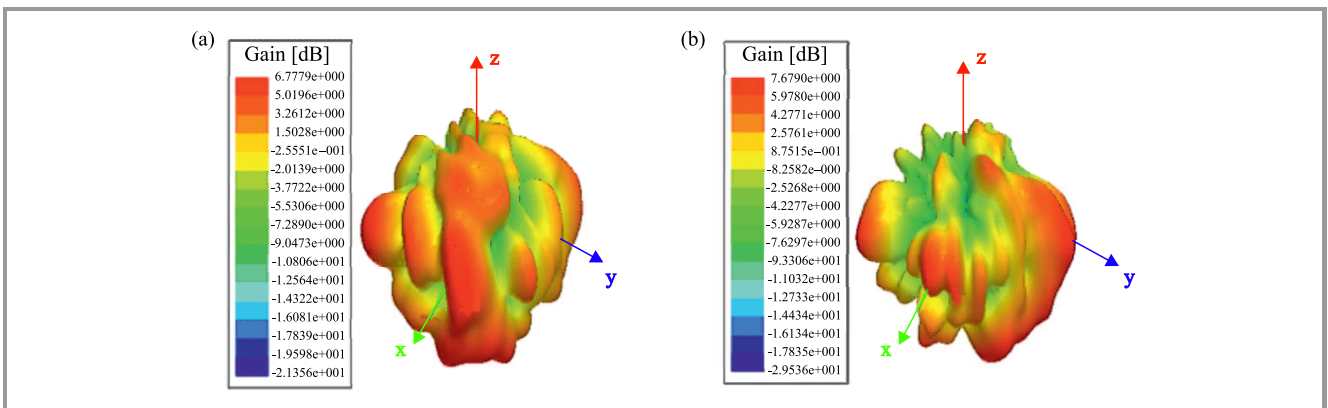 (a)
Gain [dB]
6.7779e+000
5.0196e+000
3.2612e+000
1.5028e+000
-2.5551e−001
-2.0139e+000
-3.7722e+000
-5.5306e+000
-7.2890e+000
-9.0473e+000
-1.0806e+001
-1.2564e+001
-1.4322e+001
-1.6081e+001
-1.7839e+001
-1.9598e+001
-2.1356e+001
z
y
x
(b)
Gain [dB]
7.6790e+000
5.9780e+000
4.2771e+000
2.5761e+000
8.7515e−001
-8.2582e−000
-2.5268e+000
-4.2277e+000
-5.9287e+000
-7.6297e+000
-9.3306e+000
-1.1032e+001
-1.2733e+001
-1.4434e+001
-1.6134e+001
-1.7835e+001
-2.9536e+001
z
y
x